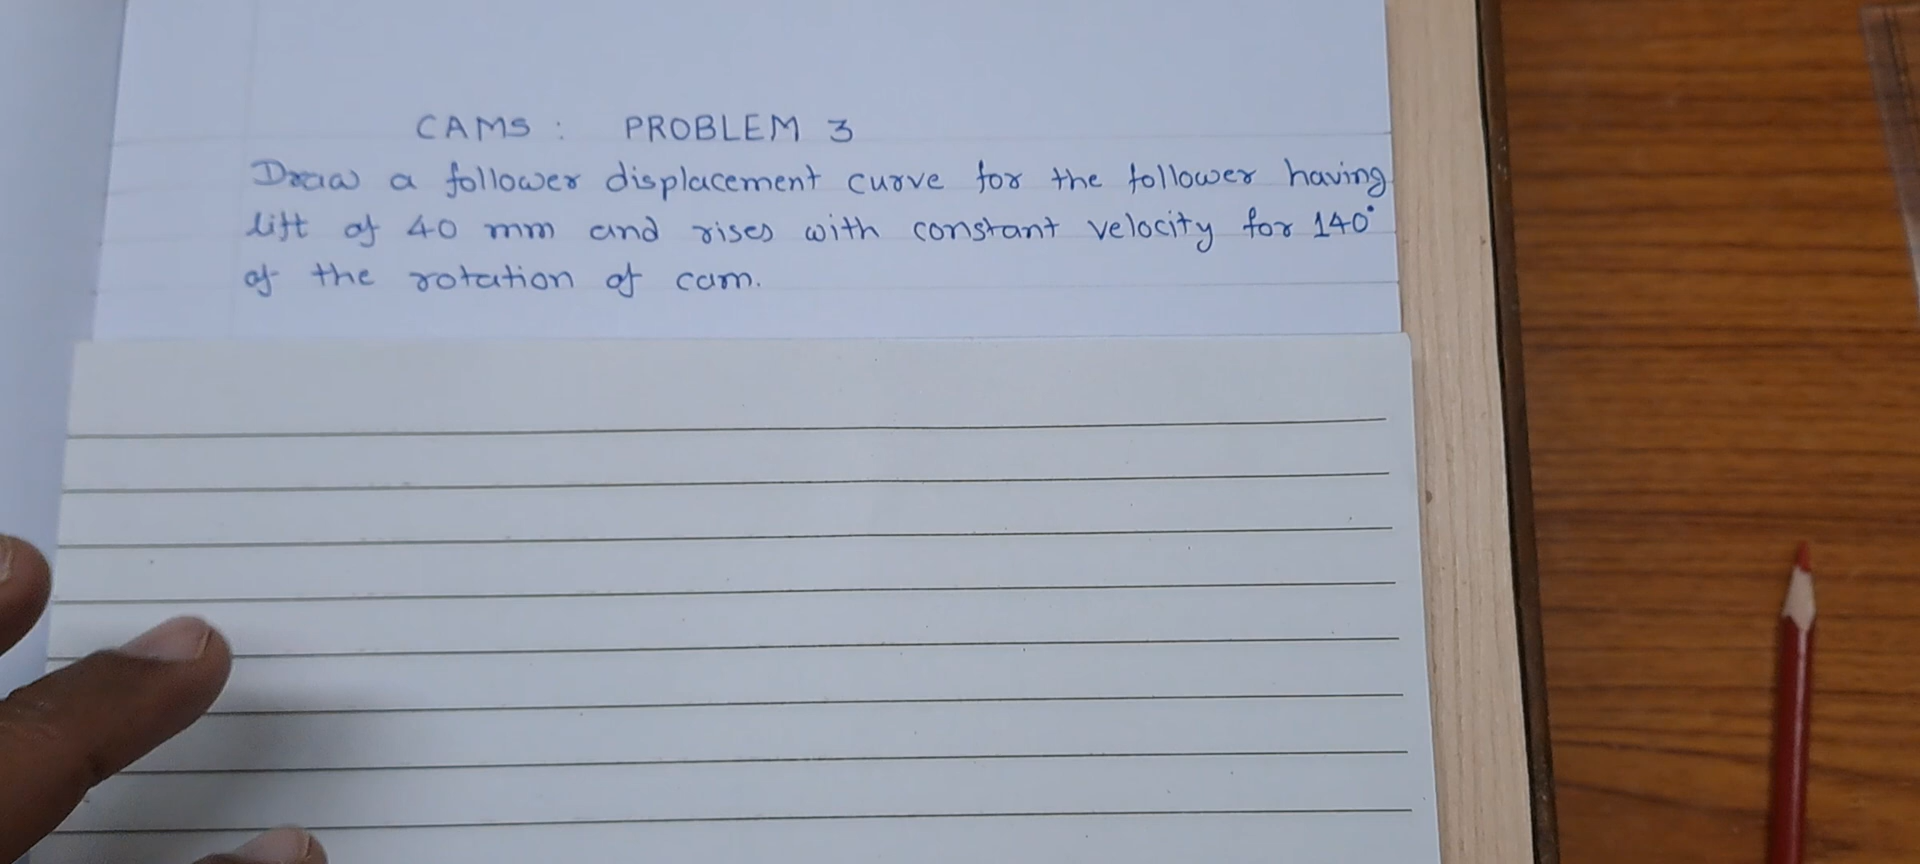 CAMS : PROBLEM 3
Draw a follower displacement curve for the follower having
lift of 40 mm and rises with constant velocity for 140°
of the rotation of cam.